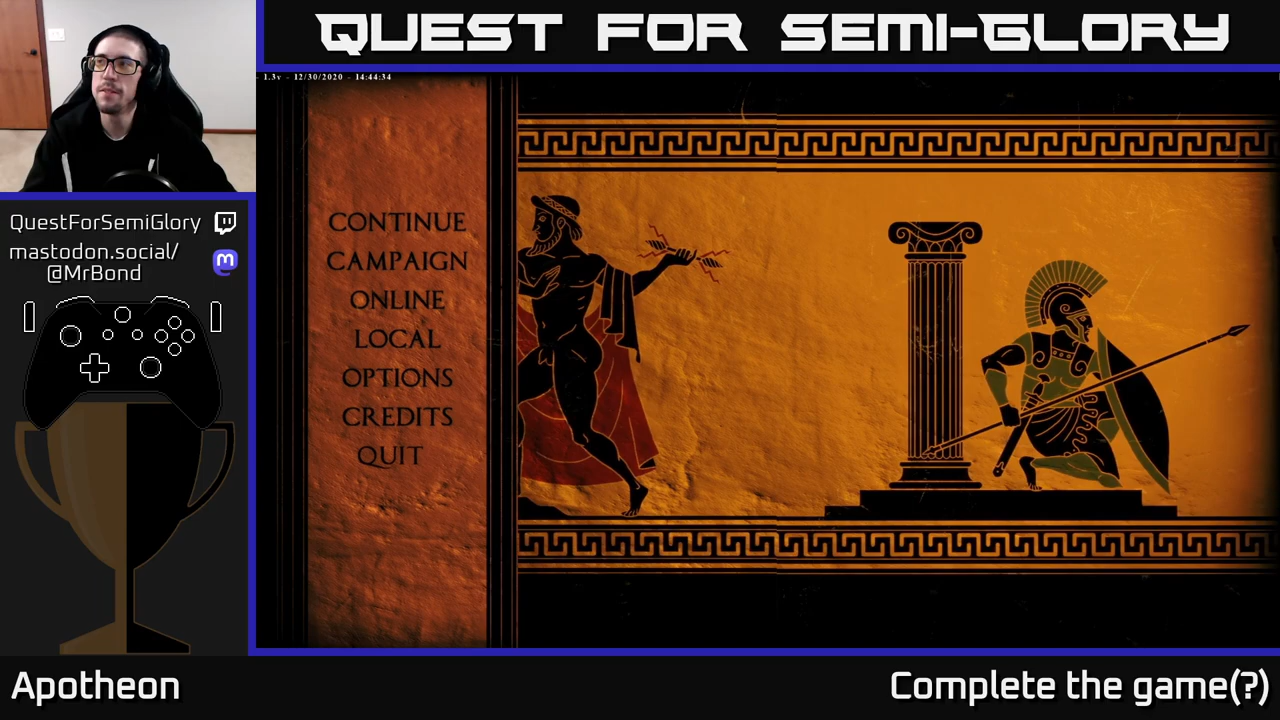 QUEST FOR SEMI-GLORY
- 1.3v - 12/30/2020 - 14:44:34
QuestForSemiGlory
mastodon.social/
@MrBond
CONTINUE
CAMPAIGN
ONLINE
LOCAL
OPTIONS
CREDITS
QUIT
Apotheon
Complete the game(?)